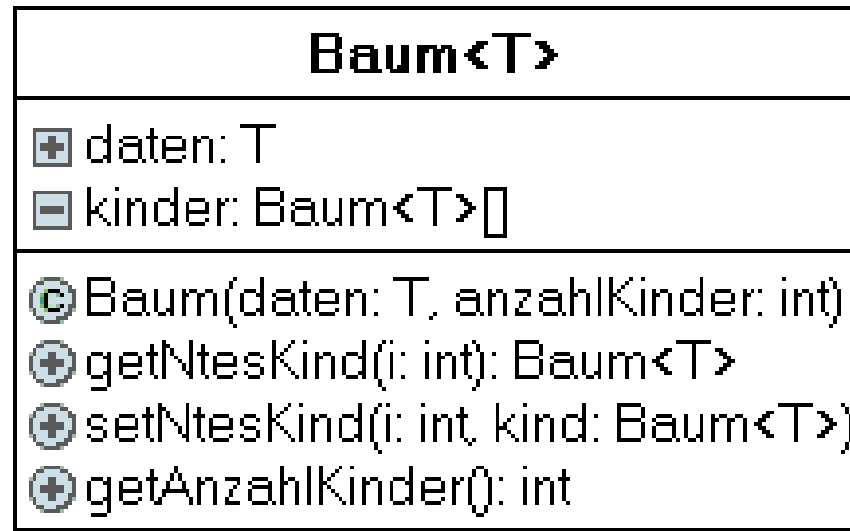 Baum<T>
daten: T
kinder: Baum<T>[]
Baum(daten: T, anzahlKinder: int)
getNtesKind(i: int): Baum<T>
setNtesKind(i: int, kind: Baum<T>)
getAnzahlKinder(): int